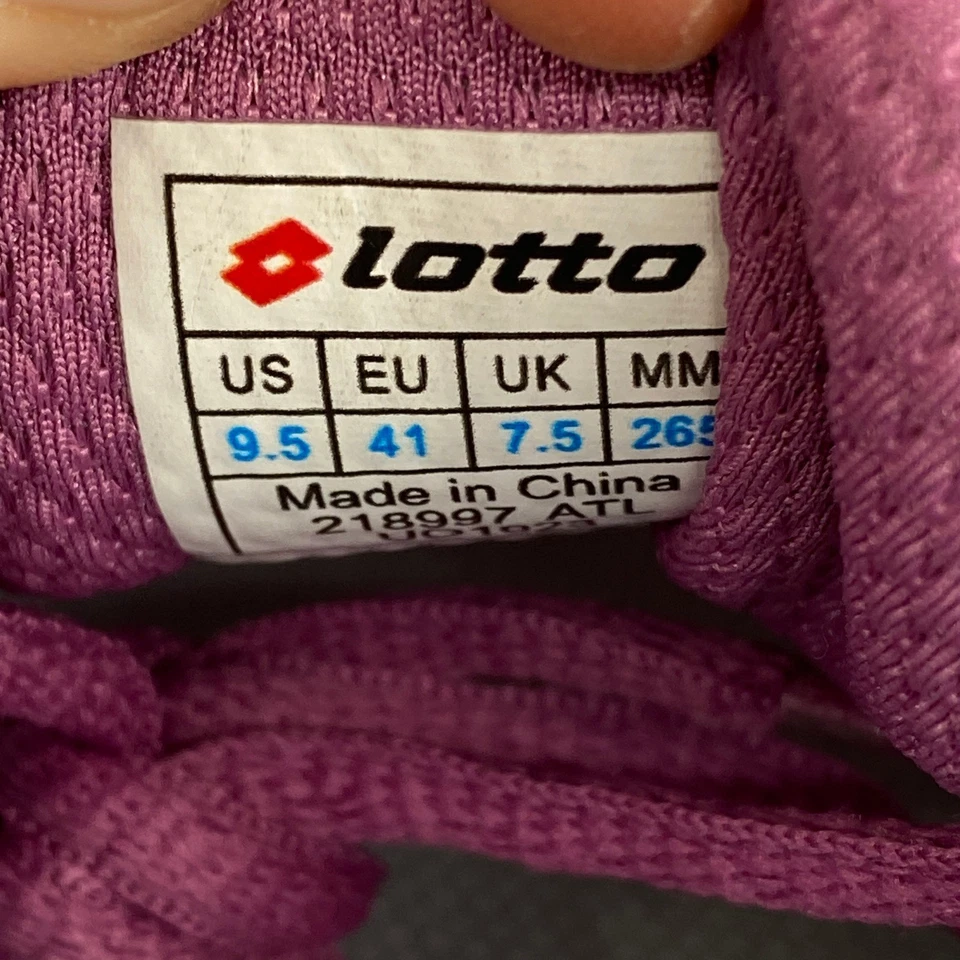 lotto
US EU UK MM
9.5 41 7.5 265
Made in China
218997 ATL